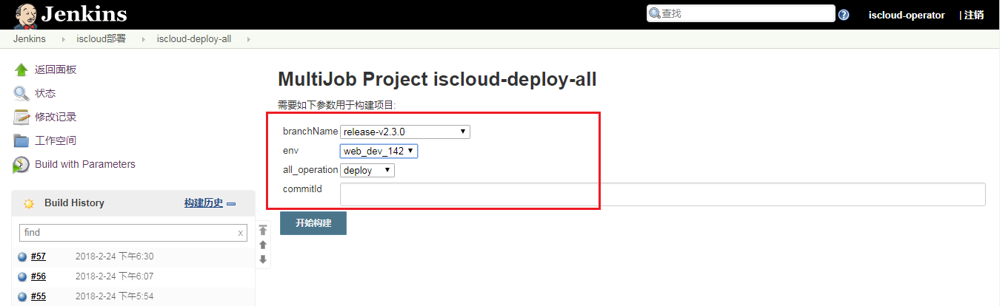 Jenkins
查找
iscloud-operator | 注销
Jenkins iscloud部署 iscloud-deploy-all
返回面板
状态
修改记录
工作空间
Build with Parameters
Build History 构建历史
find x
#57 2018-2-24 下午6:30
#56 2018-2-24 下午6:07
#55 2018-2-24 下午5:54
MultiJob Project iscloud-deploy-all
需要如下参数用于构建项目:
branchName release-v2.3.0
env web_dev_142
all_operation deploy
commitId
开始构建